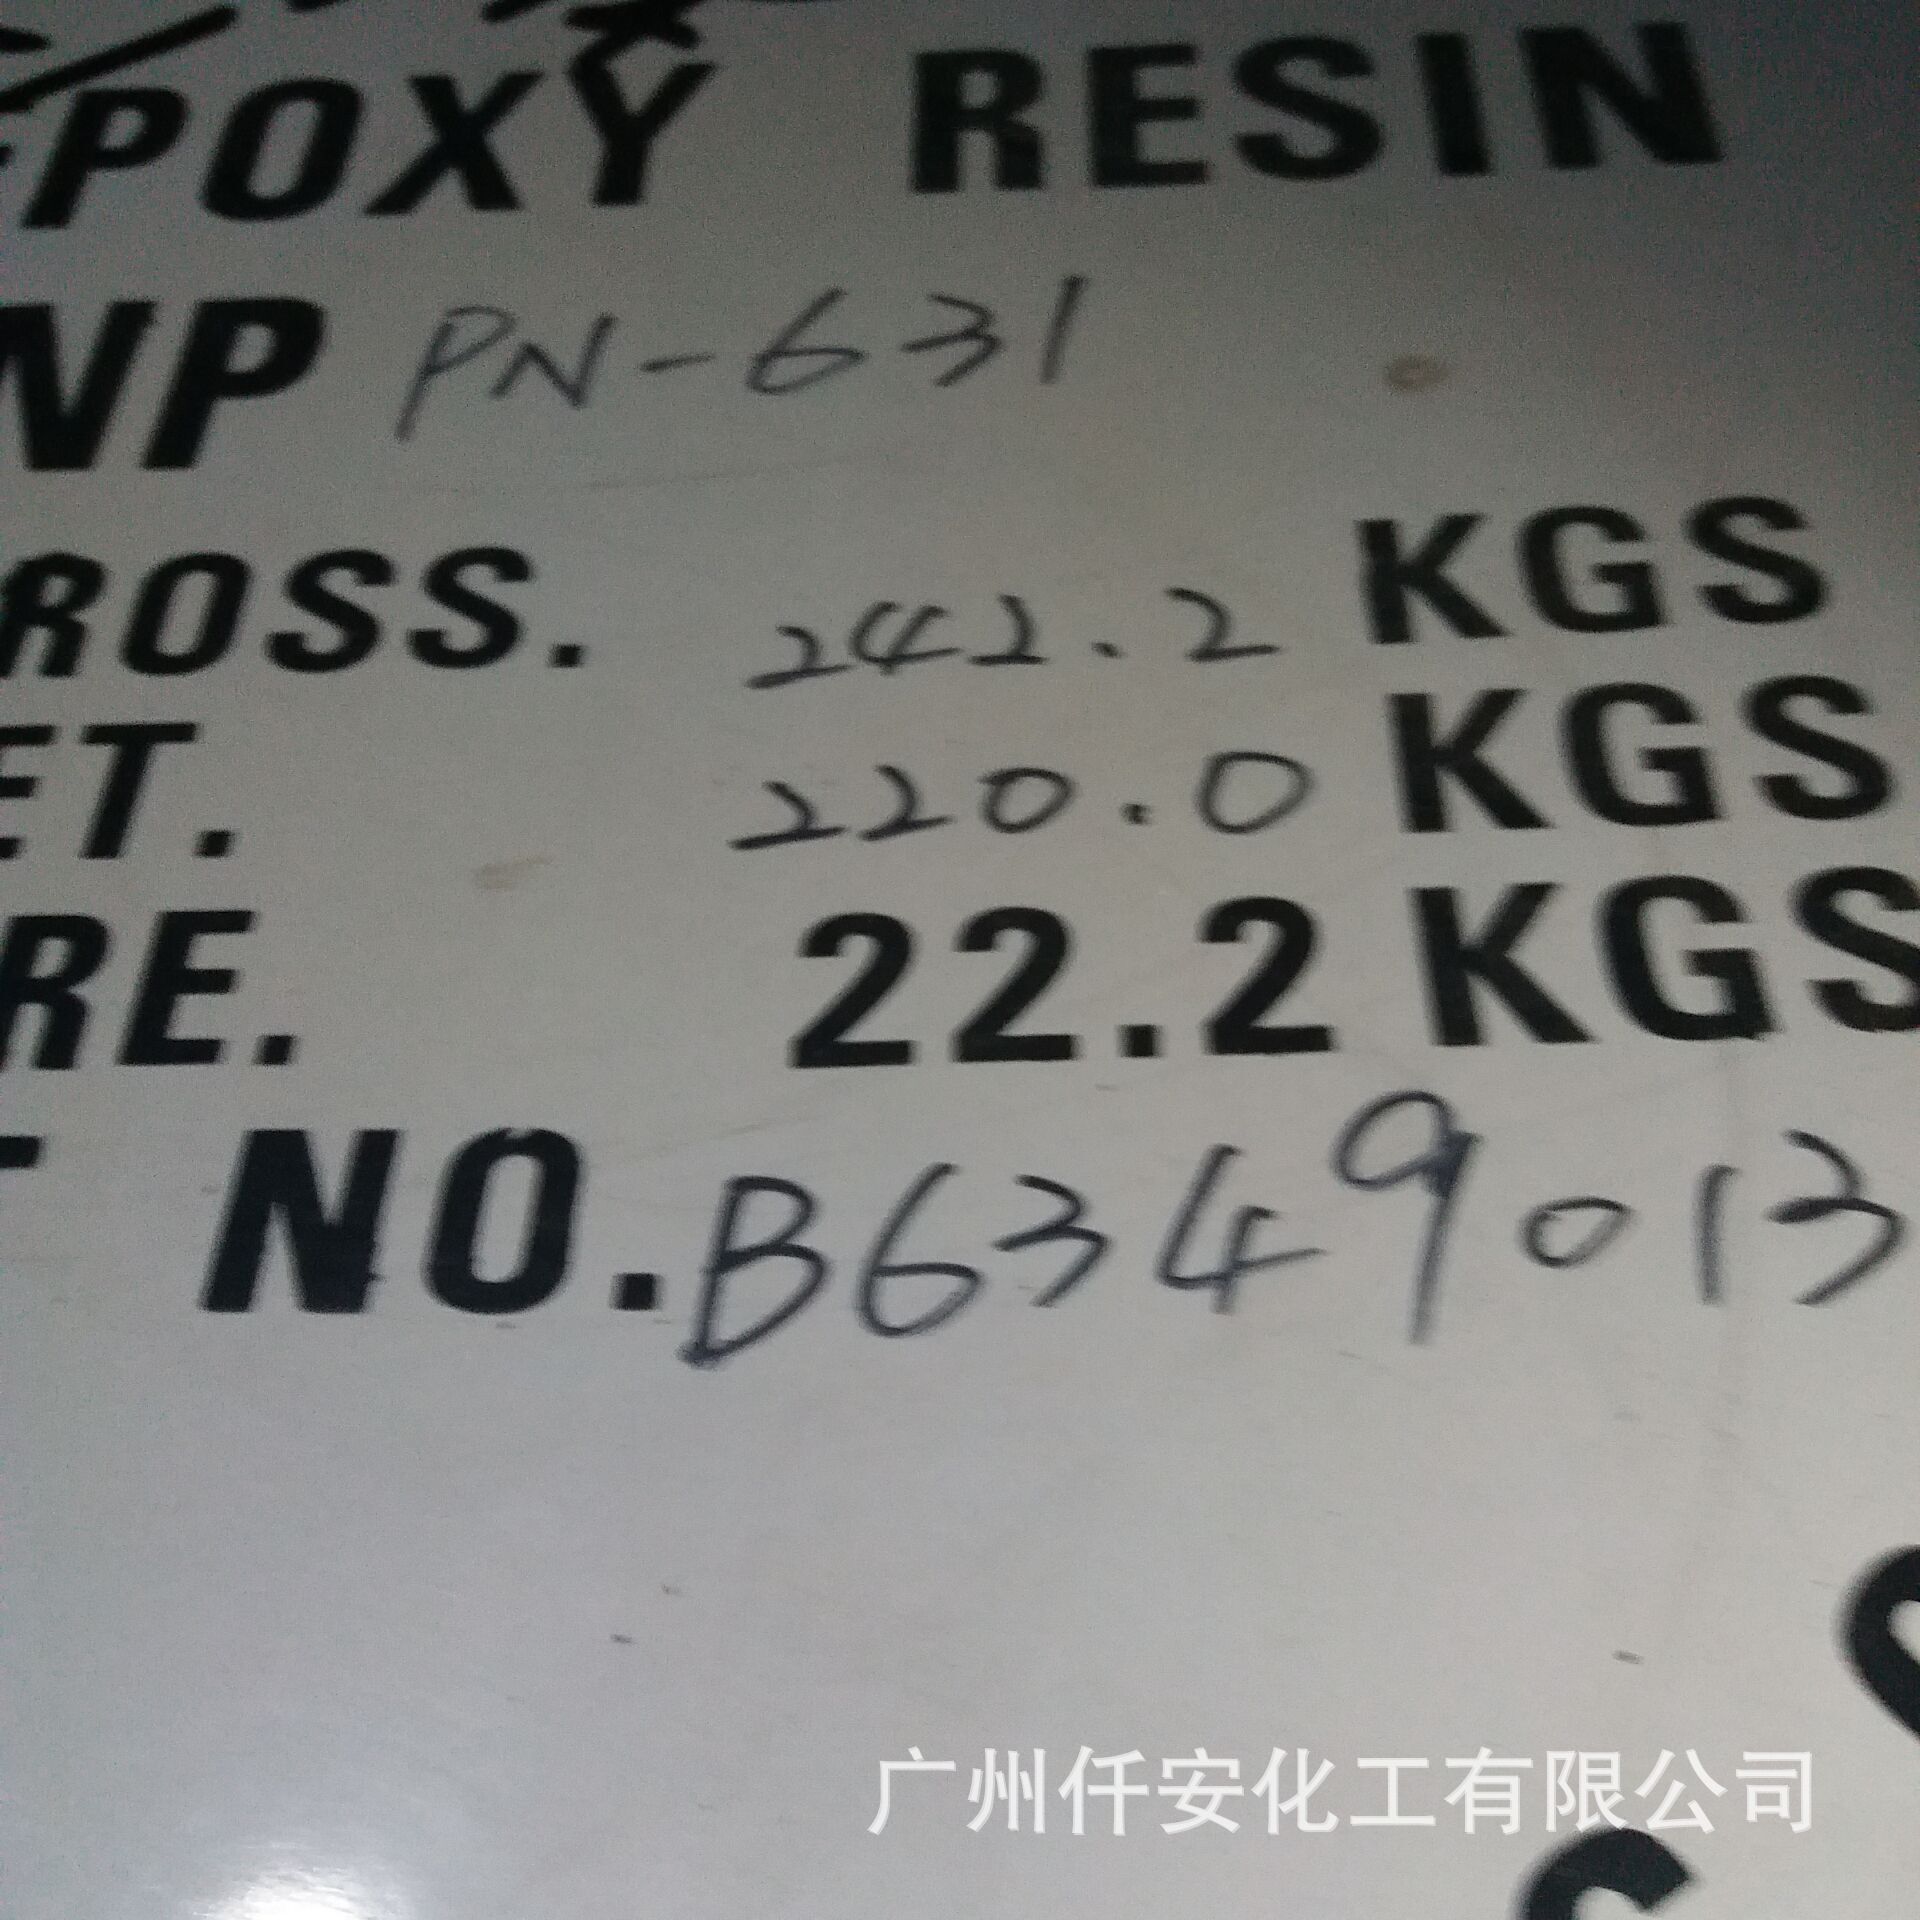 EPOXY RESIN
NP PN-631
ROSS. 242.2 KGS
ET. 220.0 KGS
RE. 22.2 KGS
T NO. B6349013
广州仟安化工有限公司